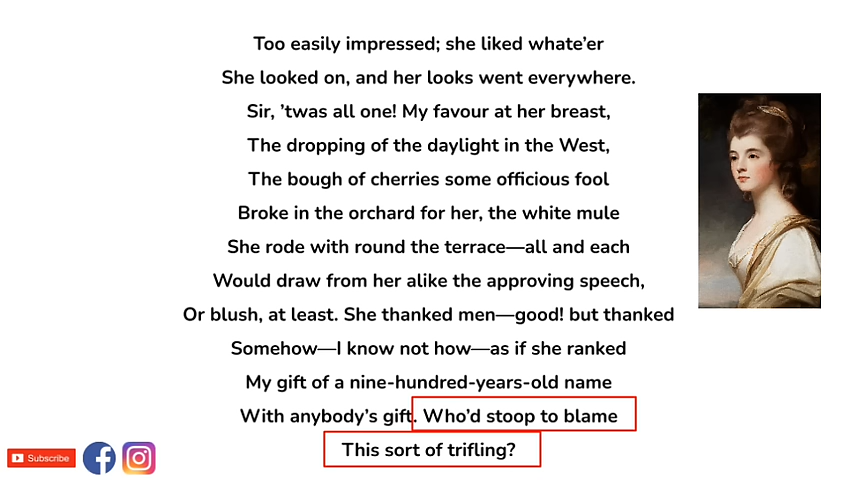 Too easily impressed; she liked whate’er
She looked on, and her looks went everywhere.
Sir, ’twas all one! My favour at her breast,
The dropping of the daylight in the West,
The bough of cherries some officious fool
Broke in the orchard for her, the white mule
She rode with round the terrace—all and each
Would draw from her alike the approving speech,
Or blush, at least. She thanked men—good! but thanked
Somehow—I know not how—as if she ranked
My gift of a nine-hundred-years-old name
With anybody’s gift. Who’d stoop to blame
This sort of trifling?
Subscribe